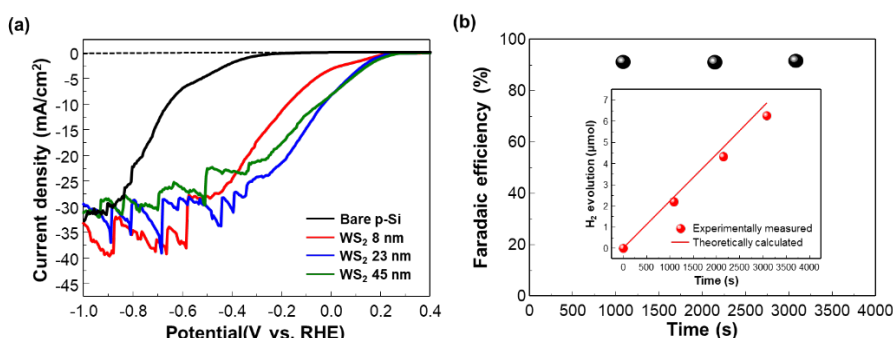 (a)
Current density (mA/cm²)
0
-5
-10
-15
-20
-25
-30
-35
-40
-45
Bare p-Si
WS₂ 8 nm
WS₂ 23 nm
WS₂ 45 nm
-1.0 -0.8 -0.6 -0.4 -0.2 0.0 0.2 0.4
Potential(V vs. RHE)
(b)
Faradaic efficiency (%)
100
80
60
40
20
0
H₂ evolution (μmol)
7
6
5
4
3
2
1
0
Experimentally measured
Theoretically calculated
0 500 1000 1500 2000 2500 3000 3500 4000
Time (s)
0 500 1000 1500 2000 2500 3000 3500 4000
Time (s)